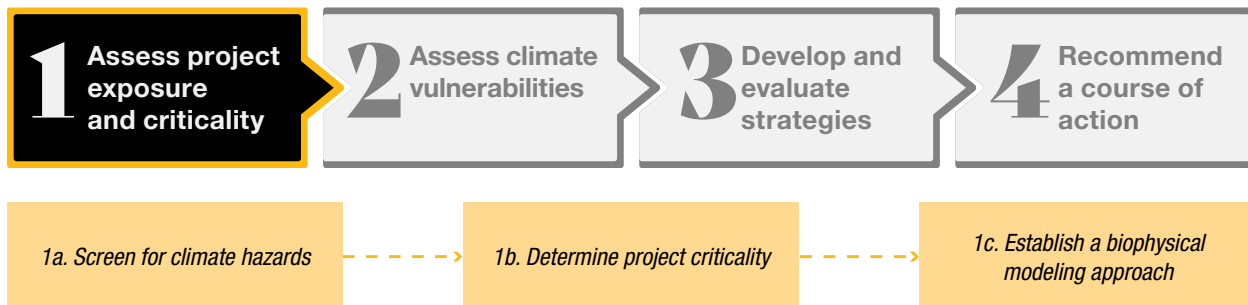 1
Assess project
exposure
and criticality
2
Assess climate
vulnerabilities
3
Develop and
evaluate
strategies
4
Recommend
a course of
action
1a. Screen for climate hazards
1b. Determine project criticality
1c. Establish a biophysical
modeling approach